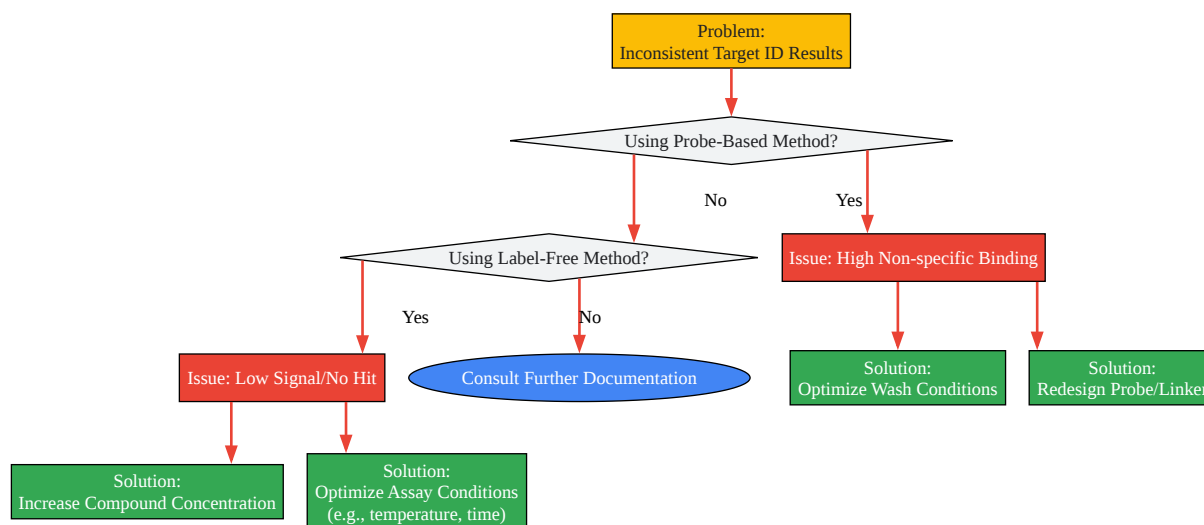 Problem:
Inconsistent Target ID Results
Using Probe-Based Method?
No
Yes
Using Label-Free Method?
Issue: High Non-specific Binding
Yes
No
Issue: Low Signal/No Hit
Consult Further Documentation
Solution:
Optimize Wash Conditions
Solution:
Redesign Probe/Linker
Solution:
Increase Compound Concentration
Solution:
Optimize Assay Conditions
(e.g., temperature, time)